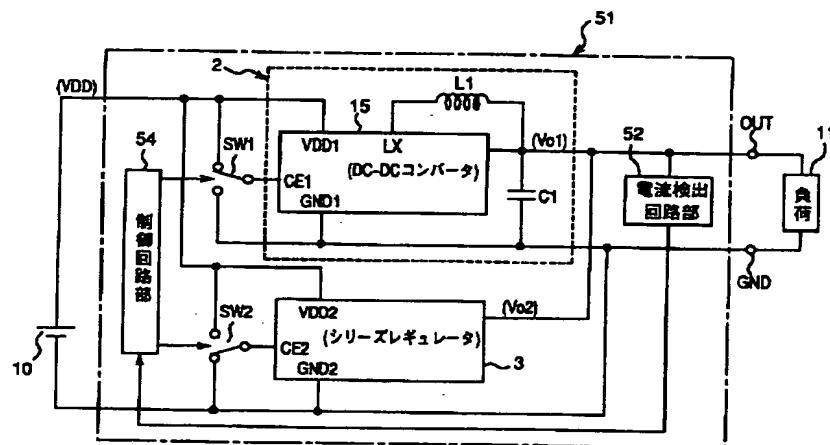 51
2
(VDD)
L1
15
54
SW1
VDD1
LX
(Vo1)
52
OUT
11
CE1
(DC-DCコンバータ)
GND1
C1
電流検出
回路部
負荷
制御回路部
GND
SW2
VDD2
(Vo2)
10
CE2
(シリーズレギュレータ)
GND2
3